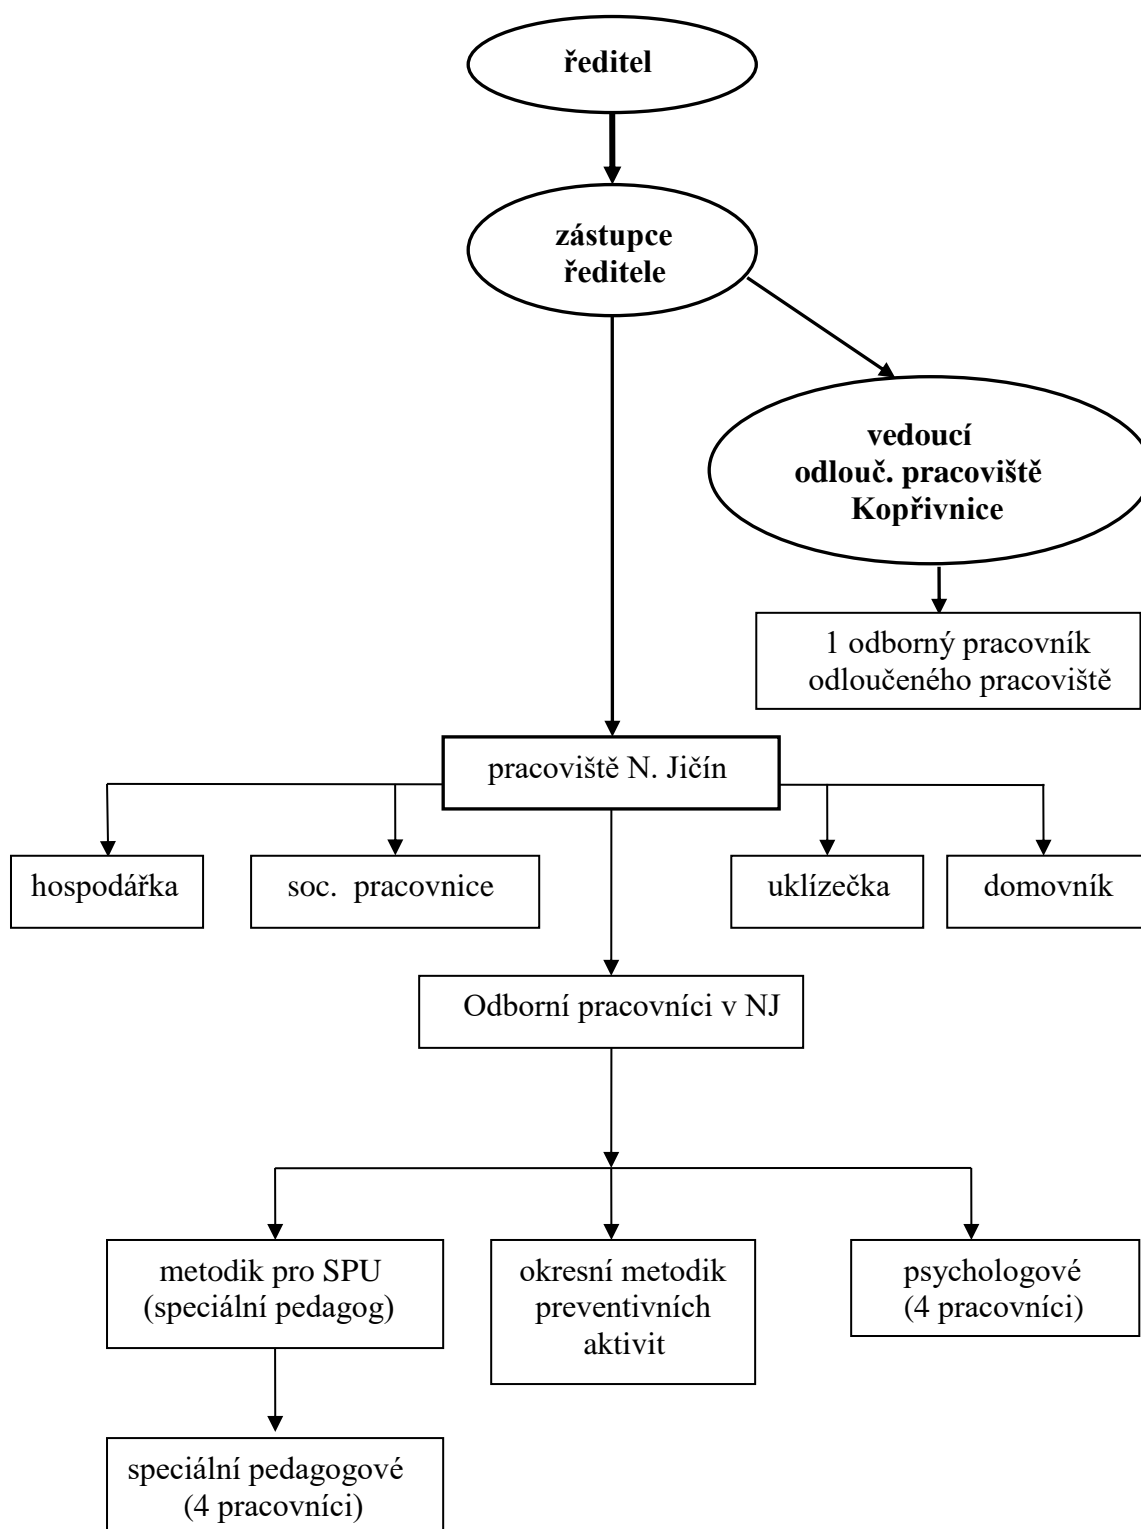 ředitel
zástupce
ředitele
vedoucí
odlouč. pracoviště
Kopřivnice
1 odborný pracovník
odloučeného pracoviště
pracoviště N. Jičín
hospodářka
soc. pracovnice
uklízečka
domovník
Odborní pracovníci v NJ
metodik pro SPU
(speciální pedagog)
okresní metodik
preventivních
aktivit
psychologové
(4 pracovníci)
speciální pedagogové
(4 pracovníci)